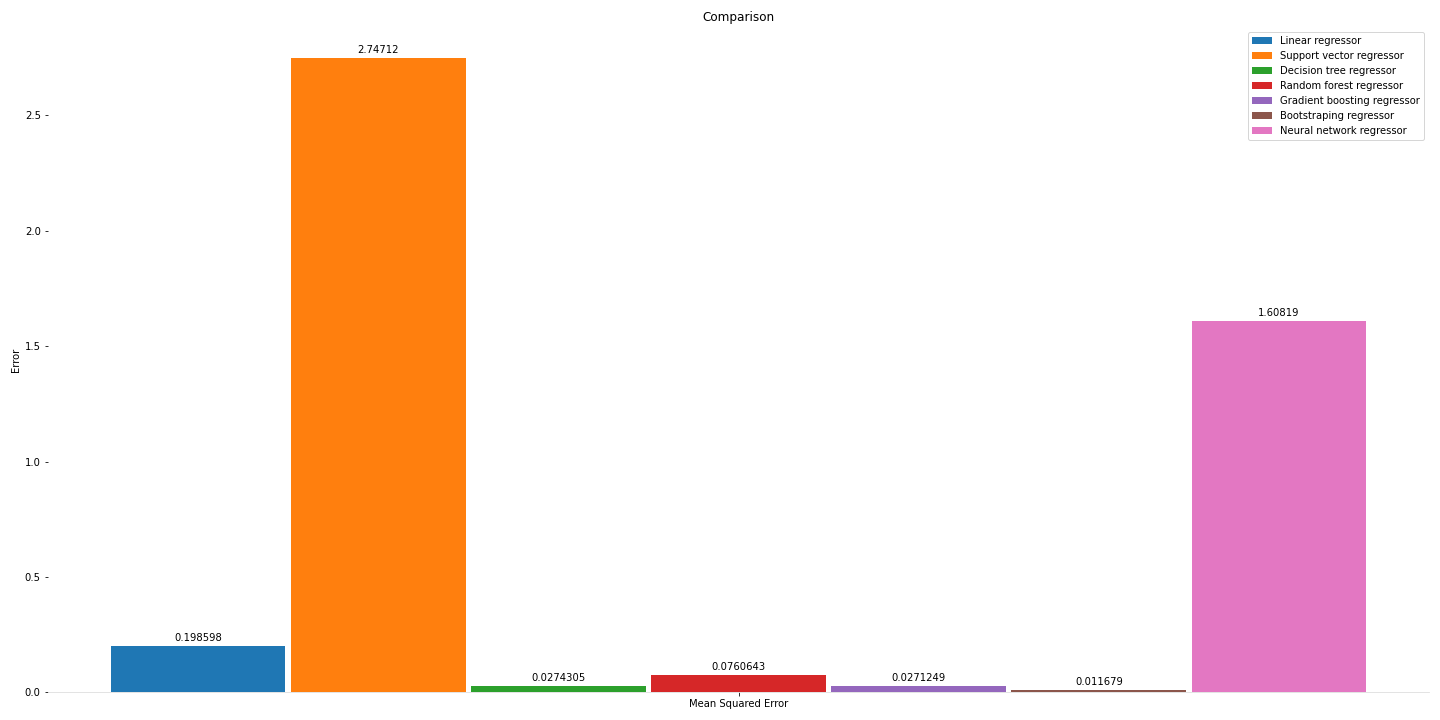 Comparison
2.74712
Linear regressor
Support vector regressor
Decision tree regressor
Random forest regressor
Gradient boosting regressor
Bootstraping regressor
Neural network regressor
2.5
2.0
1.5
1.0
0.5
0.0
Error
1.60819
0.198598
0.0274305
0.0760643
0.0271249
0.011679
Mean Squared Error